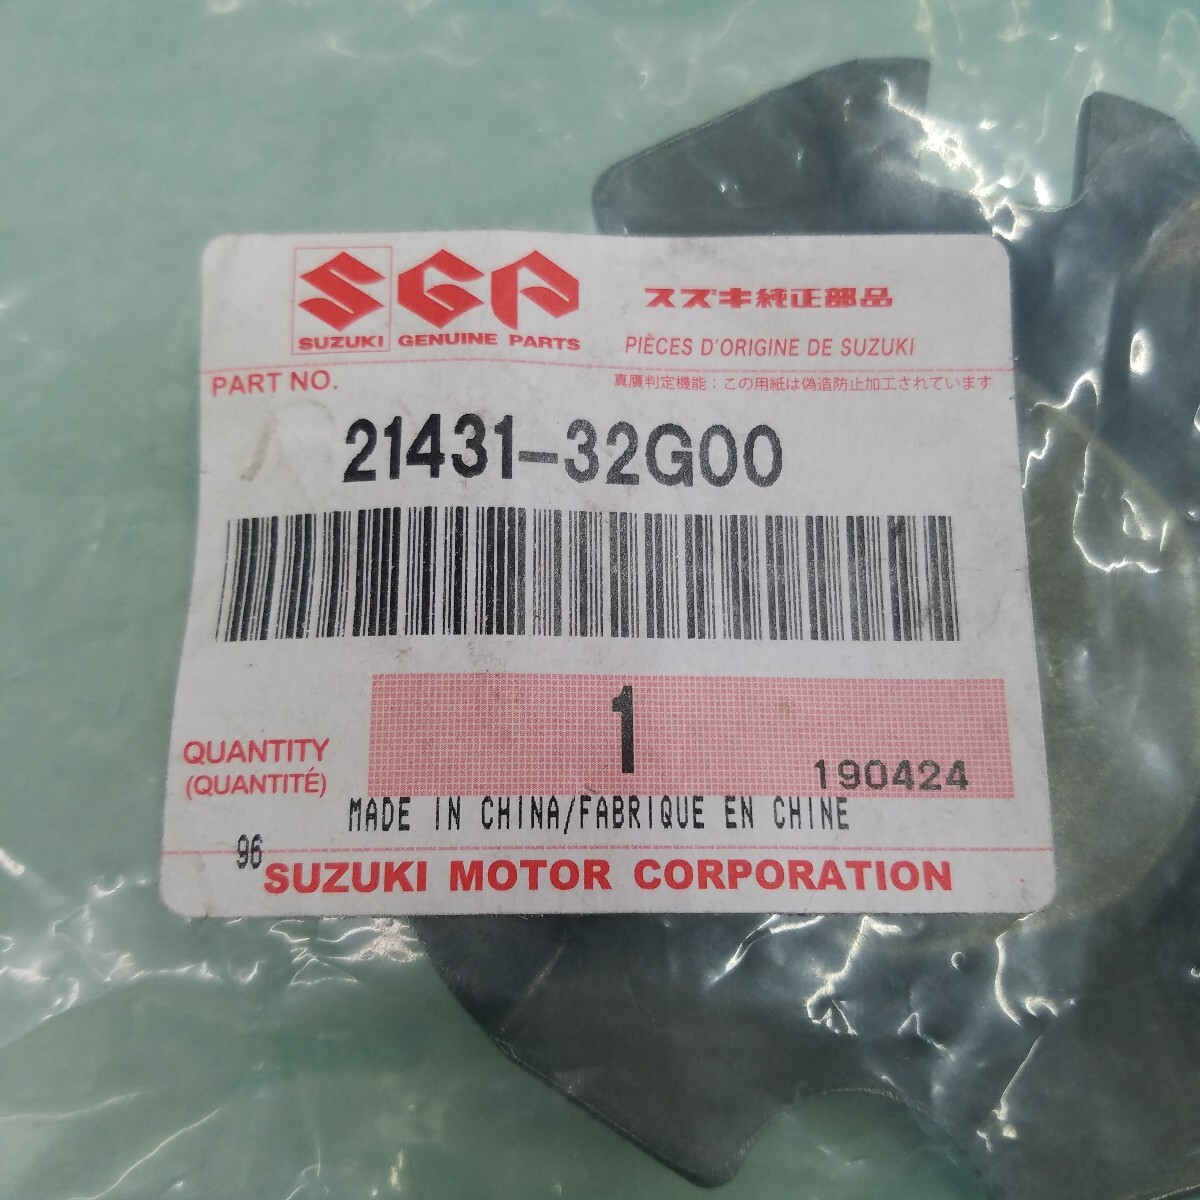 SGP
SUZUKI GENUINE PARTS
スズキ純正部品
PIÈCES D'ORIGINE DE SUZUKI
PART NO.
真贋判定機能：この用紙は偽造防止加工されています
21431-32G00
1
QUANTITY
(QUANTITÉ)
190424
MADE IN CHINA/FABRIQUE EN CHINE
96
SUZUKI MOTOR CORPORATION